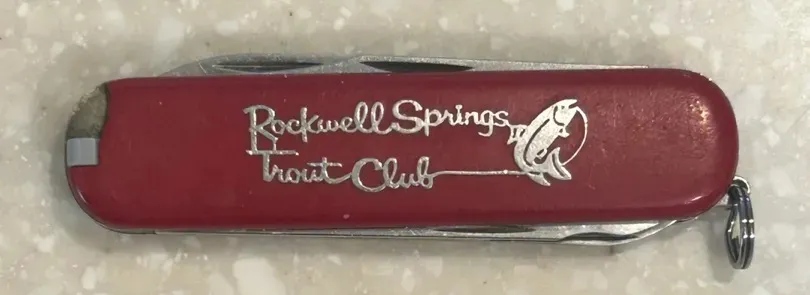 Rockwell Springs
Trout Club